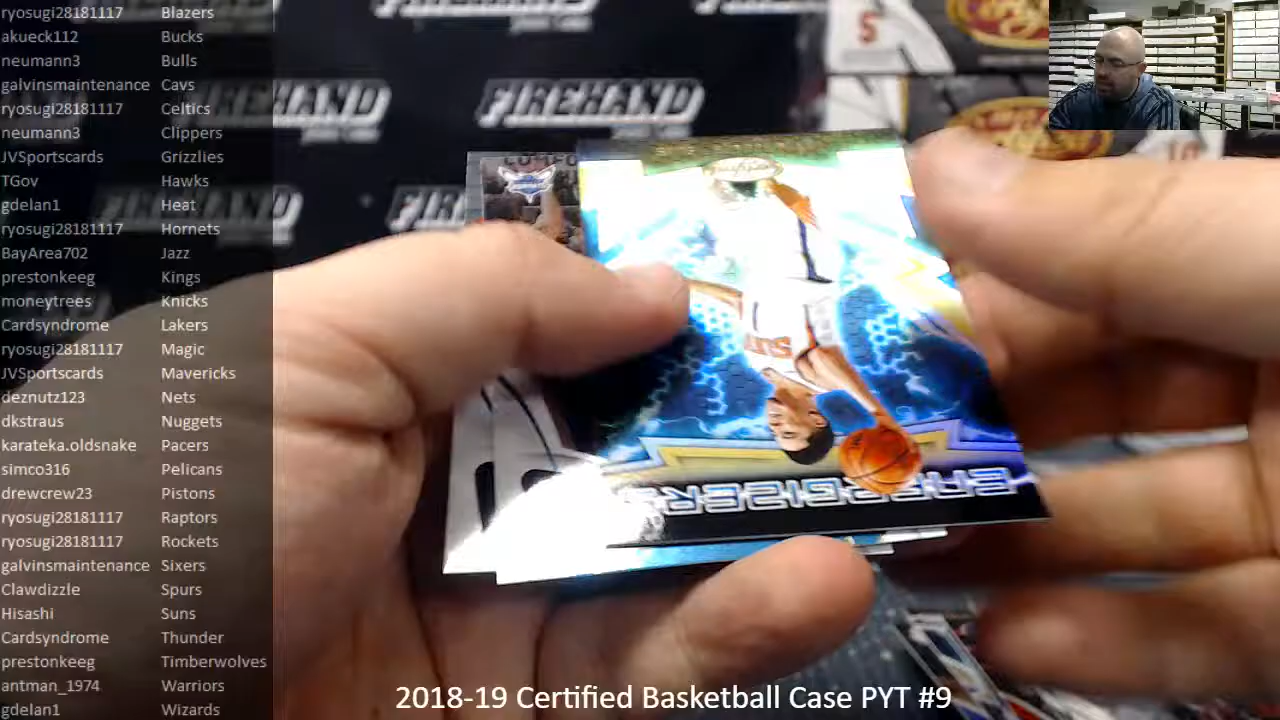 ryosugi28181117 Blazers
akueck112 Bucks
neumann3 Bulls
galvinsmaintenance Cavs
ryosugi28181117 Celtics
neumann3 Clippers
JVSportscards Grizzlies
TGov Hawks
gdelan1 Heat
ryosugi28181117 Hornets
BayArea702 Jazz
prestonkeeg Kings
moneytrees Knicks
Cardsyndrome Lakers
ryosugi28181117 Magic
JVSportscards Mavericks
deznutz123 Nets
dkstraus Nuggets
karateka.oldsnake Pacers
simco316 Pelicans
drewcrew23 Pistons
ryosugi28181117 Raptors
ryosugi28181117 Rockets
galvinsmaintenance Sixers
Clawdizzle Spurs
Hisashi Suns
Cardsyndrome Thunder
prestonkeeg Timberwolves
antman_1974 Warriors
gdelan1 Wizards
FIREHAND
FIREHAND
5
ENERGIZERS
SUNS
2018-19 Certified Basketball Case PYT #9